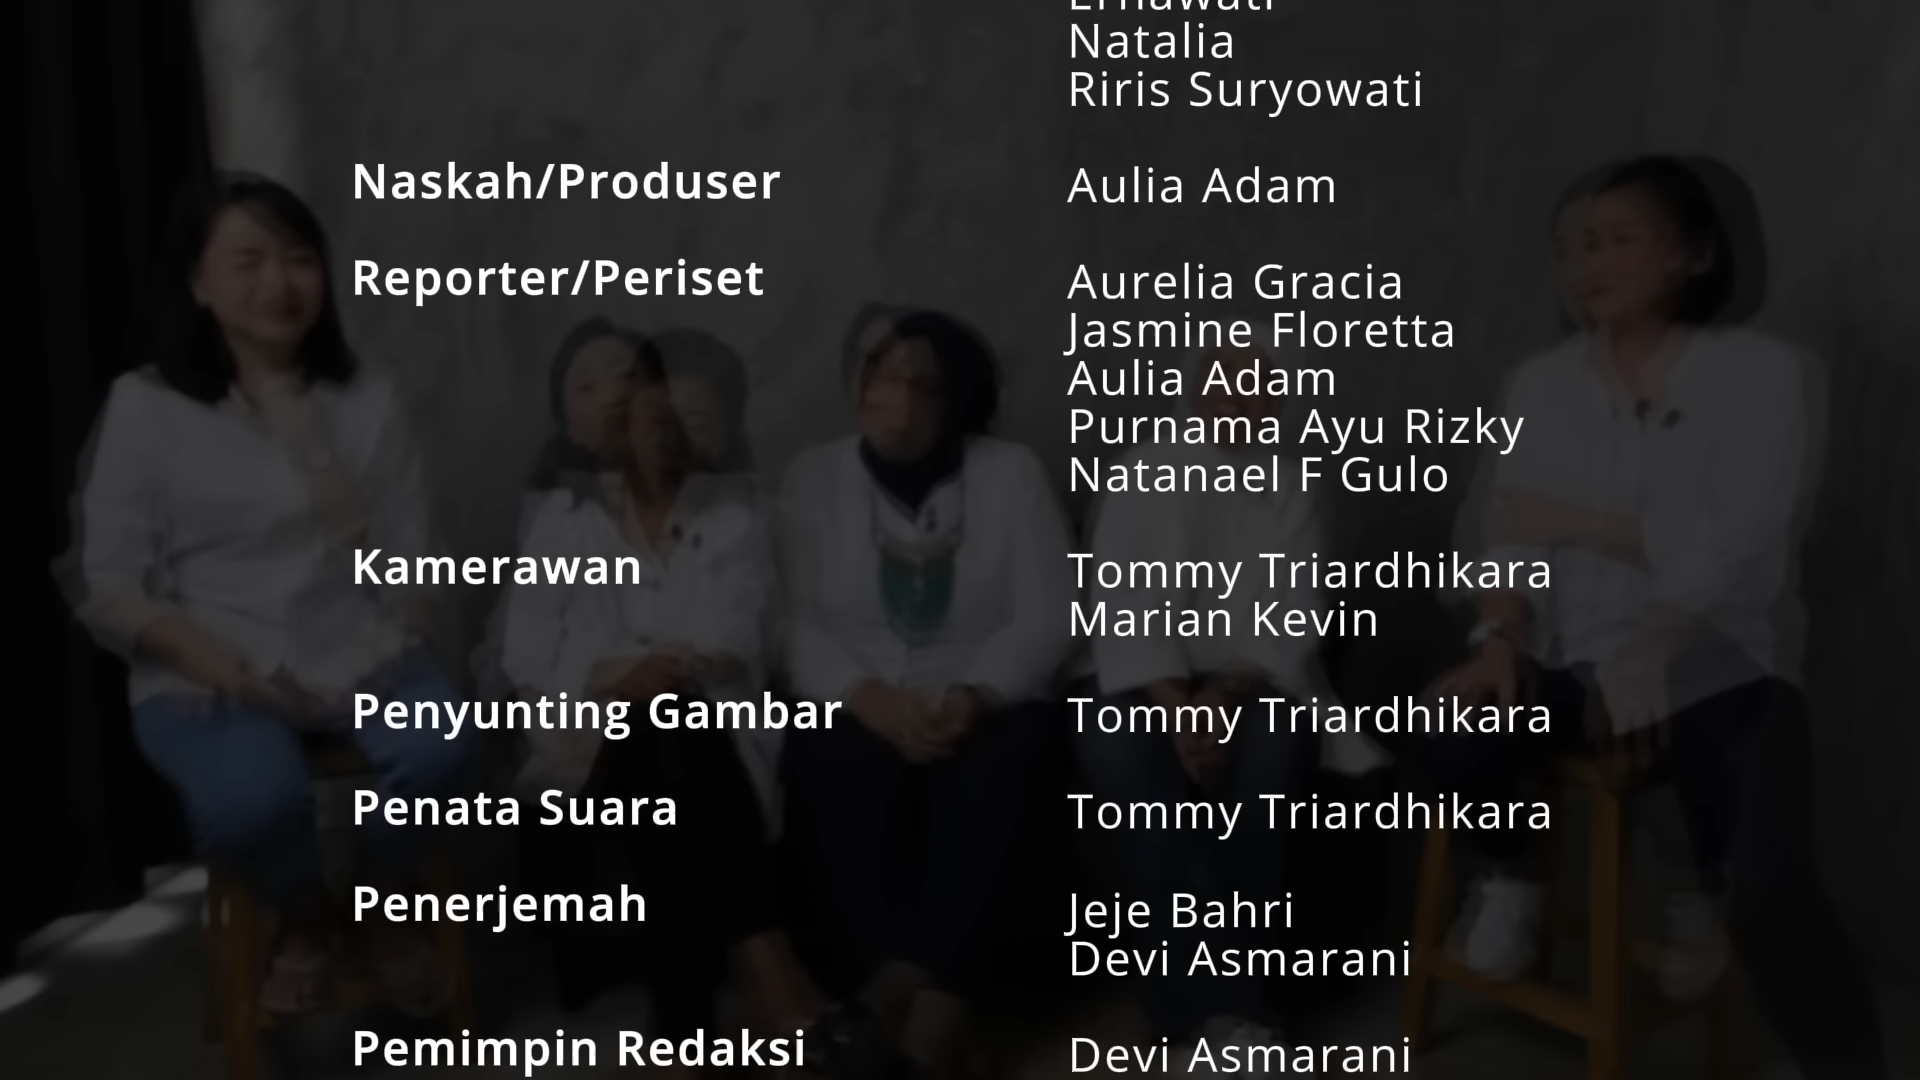 Ernawati
Natalia
Riris Suryowati
Naskah/Produser
Aulia Adam
Reporter/Periset
Aurelia Gracia
Jasmine Floretta
Aulia Adam
Purnama Ayu Rizky
Natanael F Gulo
Kamerawan
Tommy Triardhikara
Marian Kevin
Penyunting Gambar
Tommy Triardhikara
Penata Suara
Tommy Triardhikara
Penerjemah
Jeje Bahri
Devi Asmarani
Pemimpin Redaksi
Devi Asmarani